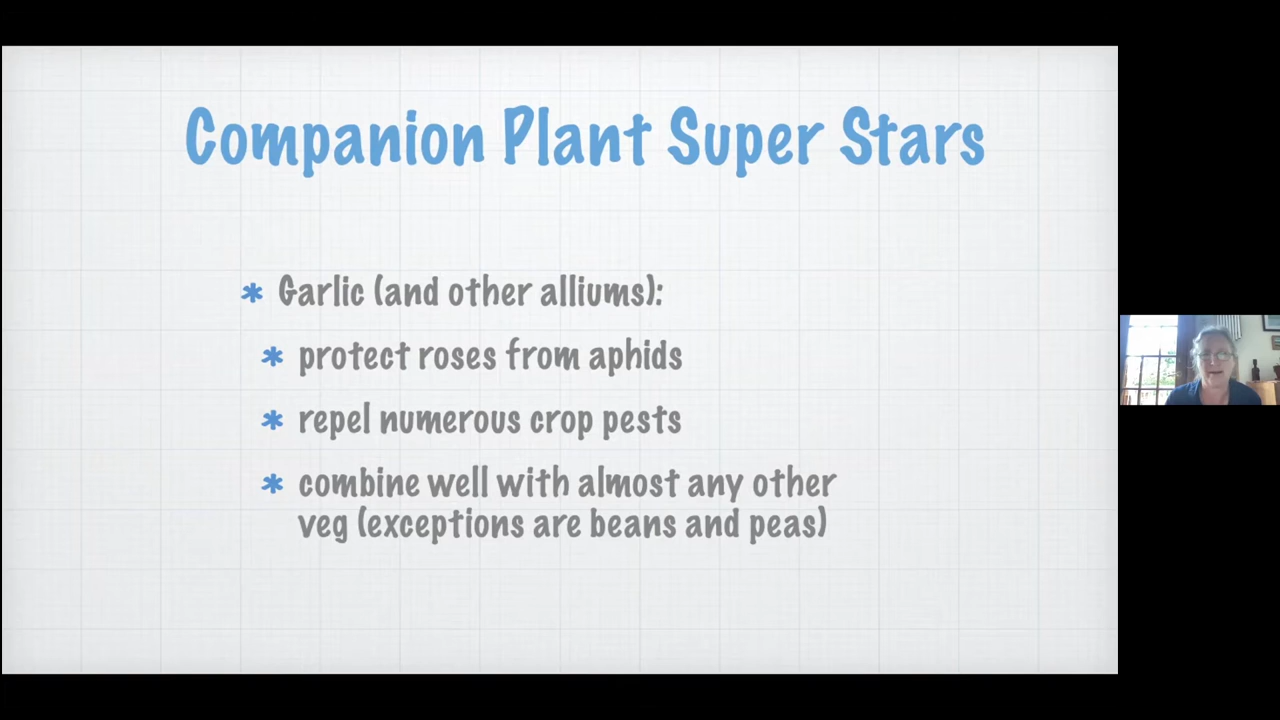 Companion Plant Super Stars
* Garlic (and other alliums):
* protect roses from aphids
* repel numerous crop pests
* combine well with almost any other
veg (exceptions are beans and peas)